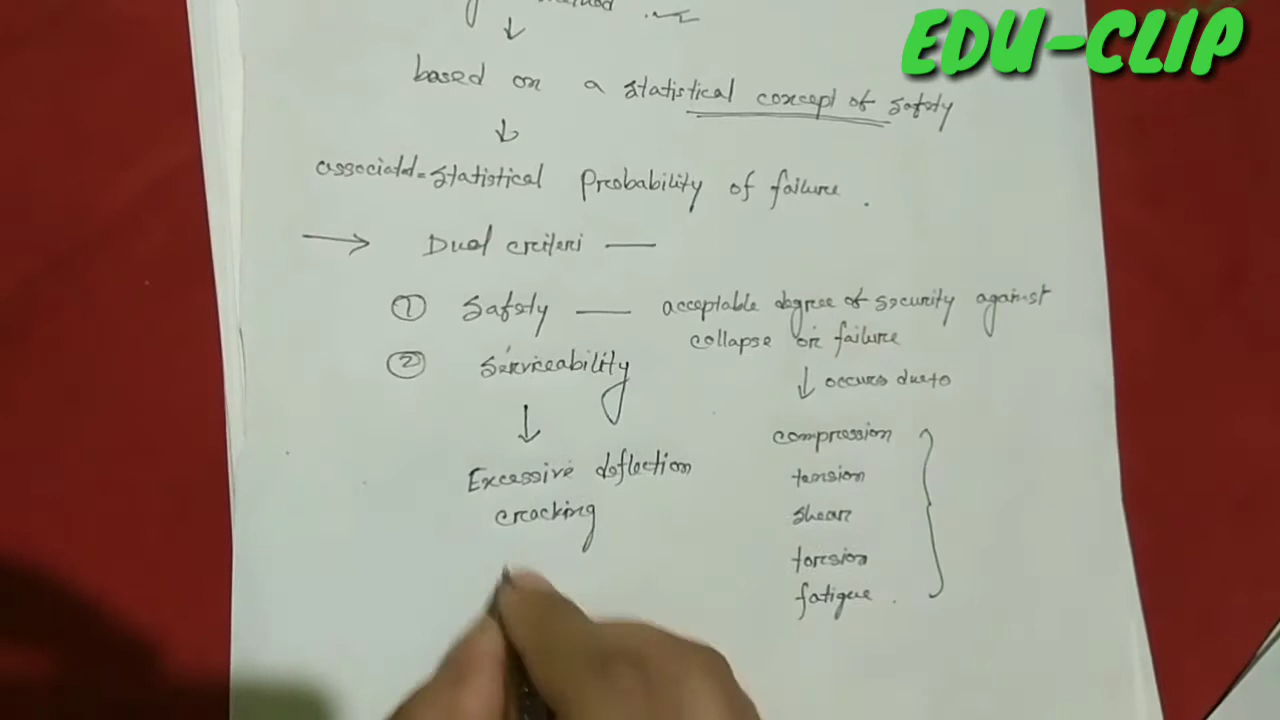 EDU-CLIP
based on a statistical concept of safety
associatd = statistical Probability of failure.
Dual criteri —
① Safety — acceptable degree of security against
collapse or failure
② Serviceability
occurs due to
Excessive deflection
cracking
compression
tension
shear
torsion
fatigue.